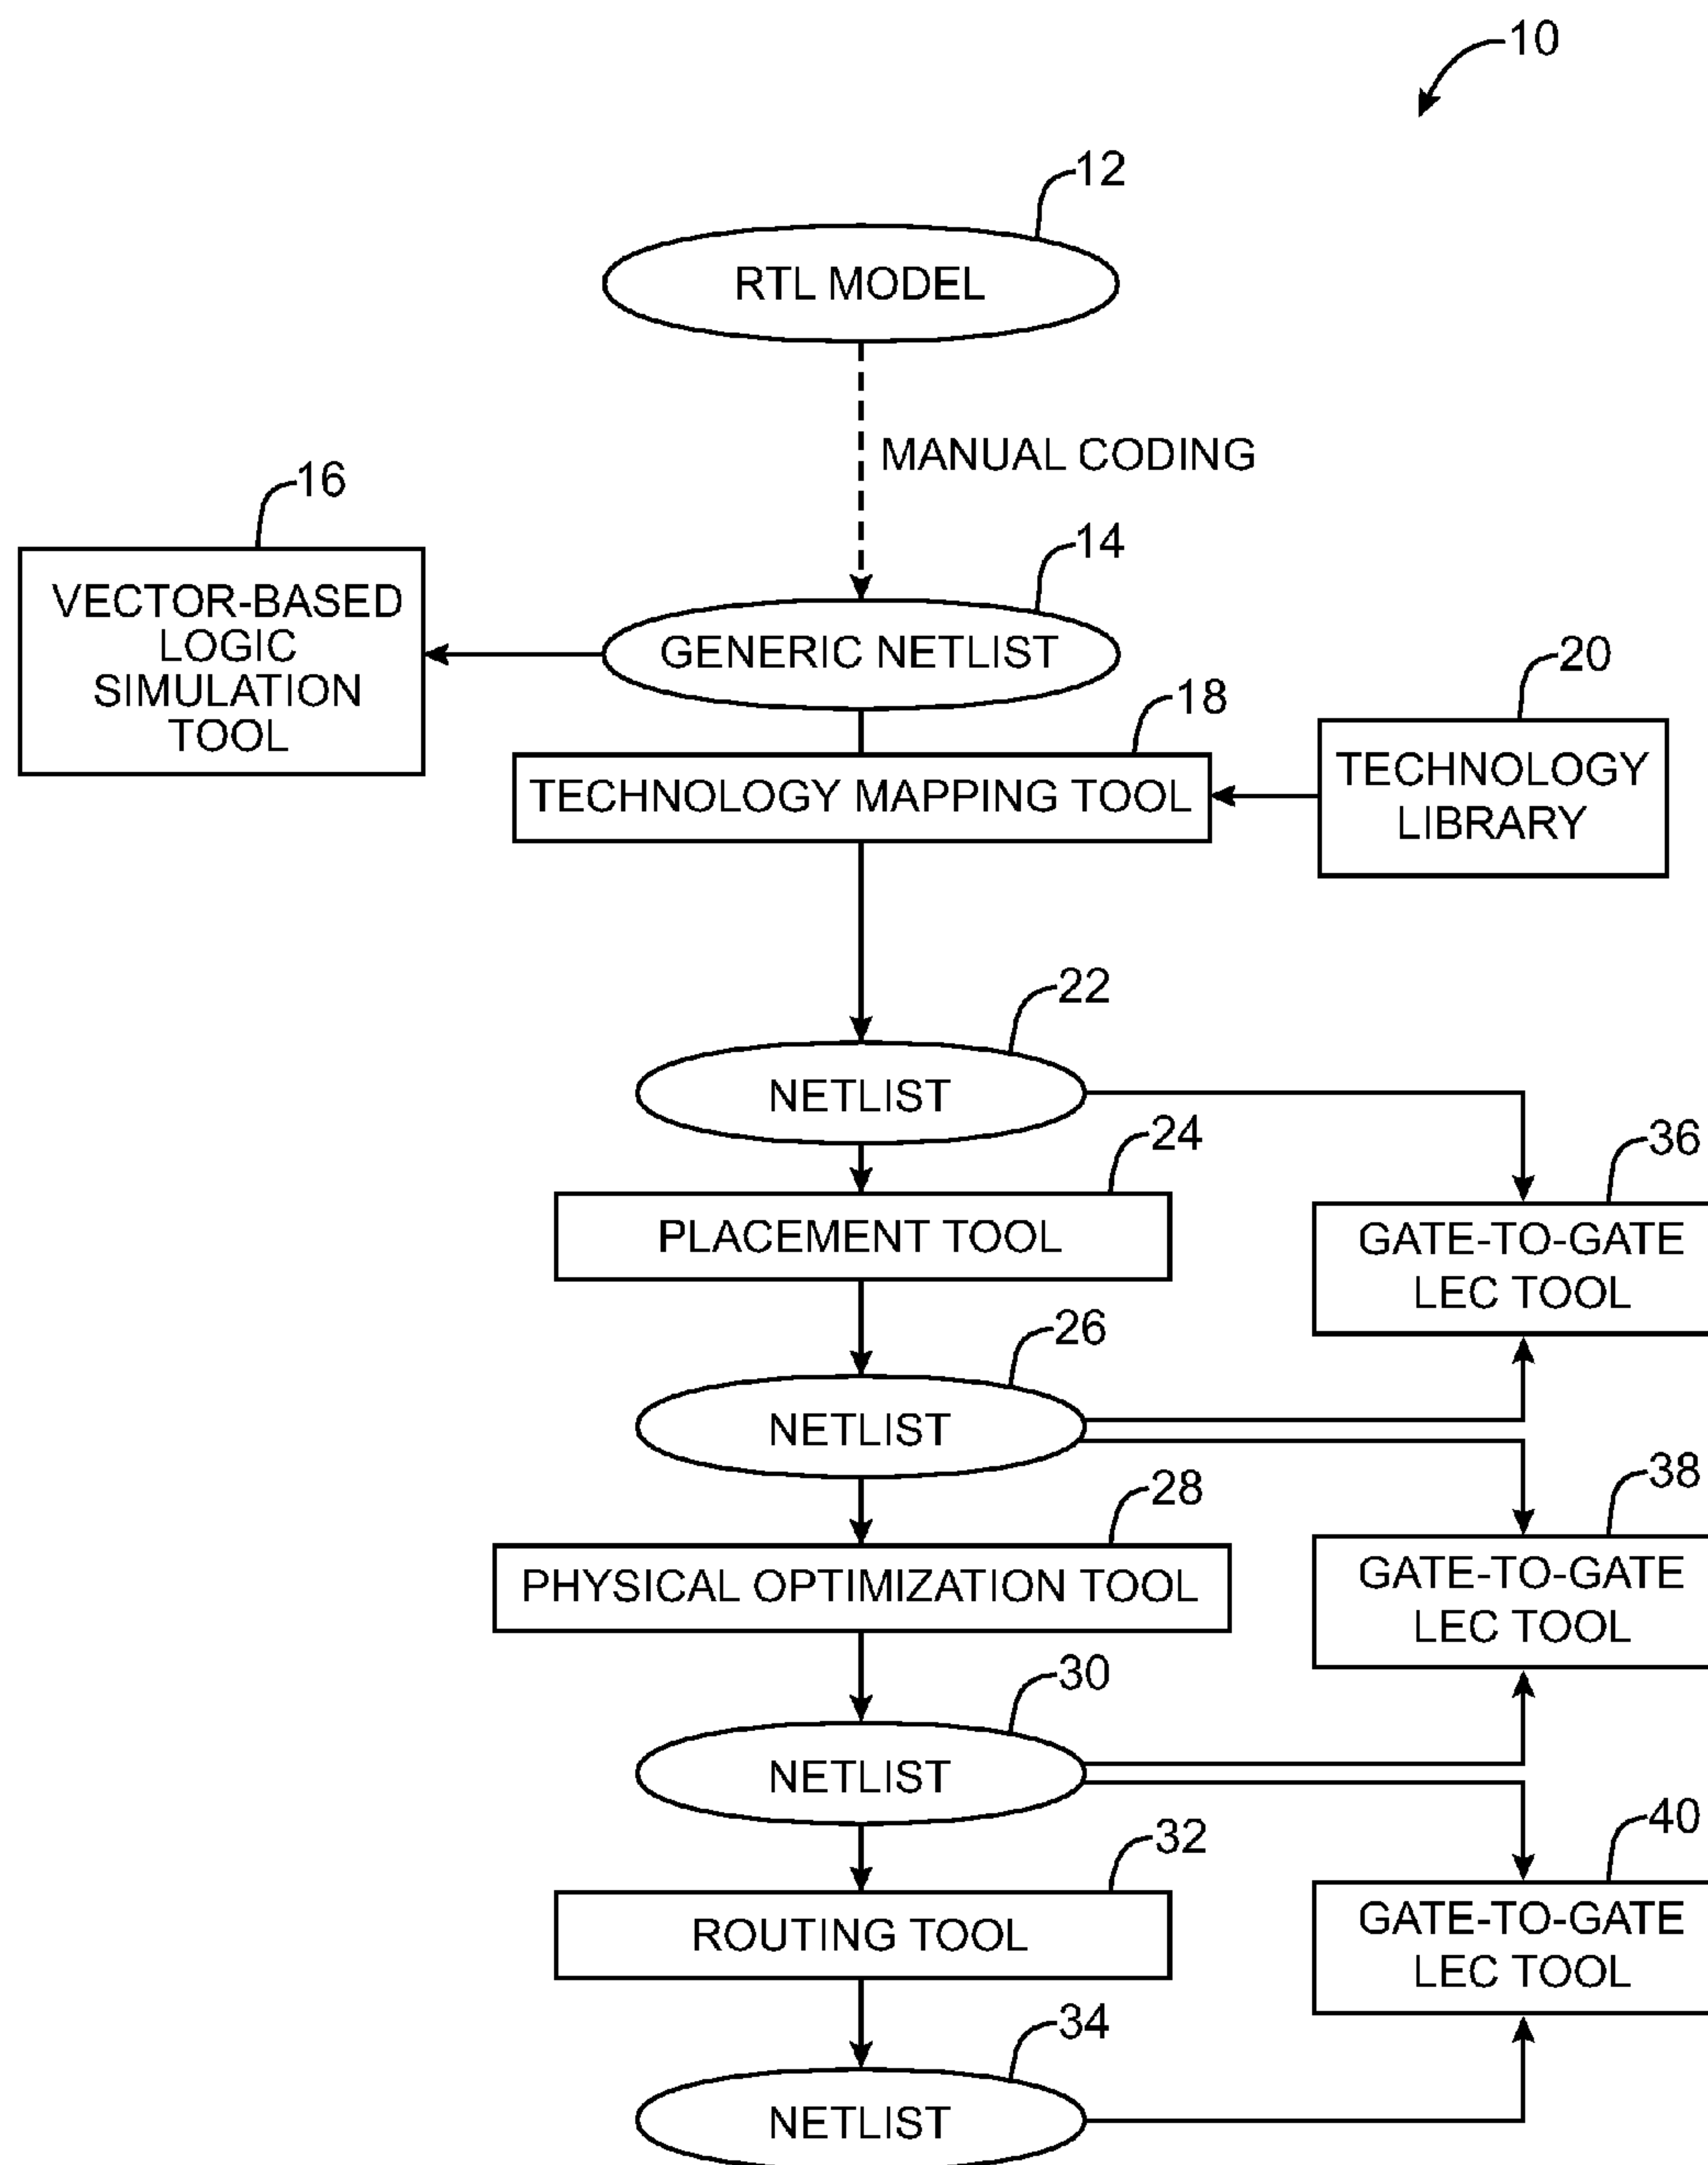 10
12
RTL MODEL
MANUAL CODING
16
14
VECTOR-BASED
LOGIC
SIMULATION
TOOL
GENERIC NETLIST
18
20
TECHNOLOGY MAPPING TOOL
TECHNOLOGY
LIBRARY
22
NETLIST
24
36
PLACEMENT TOOL
GATE-TO-GATE
LEC TOOL
26
NETLIST
28
38
PHYSICAL OPTIMIZATION TOOL
GATE-TO-GATE
LEC TOOL
30
NETLIST
32
40
ROUTING TOOL
GATE-TO-GATE
LEC TOOL
34
NETLIST